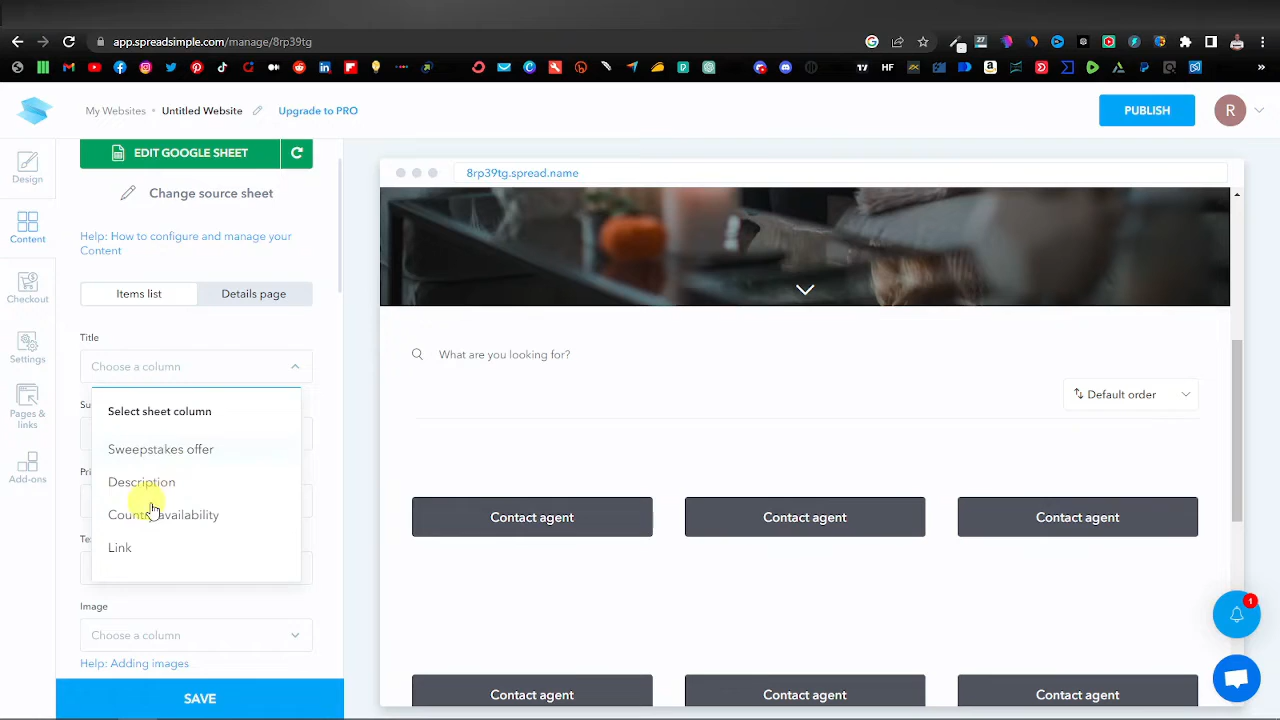 app.spreadsimple.com/manage/8rp39tg
My Websites • Untitled Website
Upgrade to PRO
PUBLISH
R
Design
Content
Checkout
Settings
Pages &
links
Add-ons
EDIT GOOGLE SHEET
Change source sheet
Help: How to configure and manage your
Content
Items list
Details page
Title
Choose a column
Select sheet column
Sweepstakes offer
Description
Country availability
Link
Image
Choose a column
Help: Adding images
SAVE
8rp39tg.spread.name
What are you looking for?
Default order
Contact agent
Contact agent
Contact agent
Contact agent
Contact agent
Contact agent
1